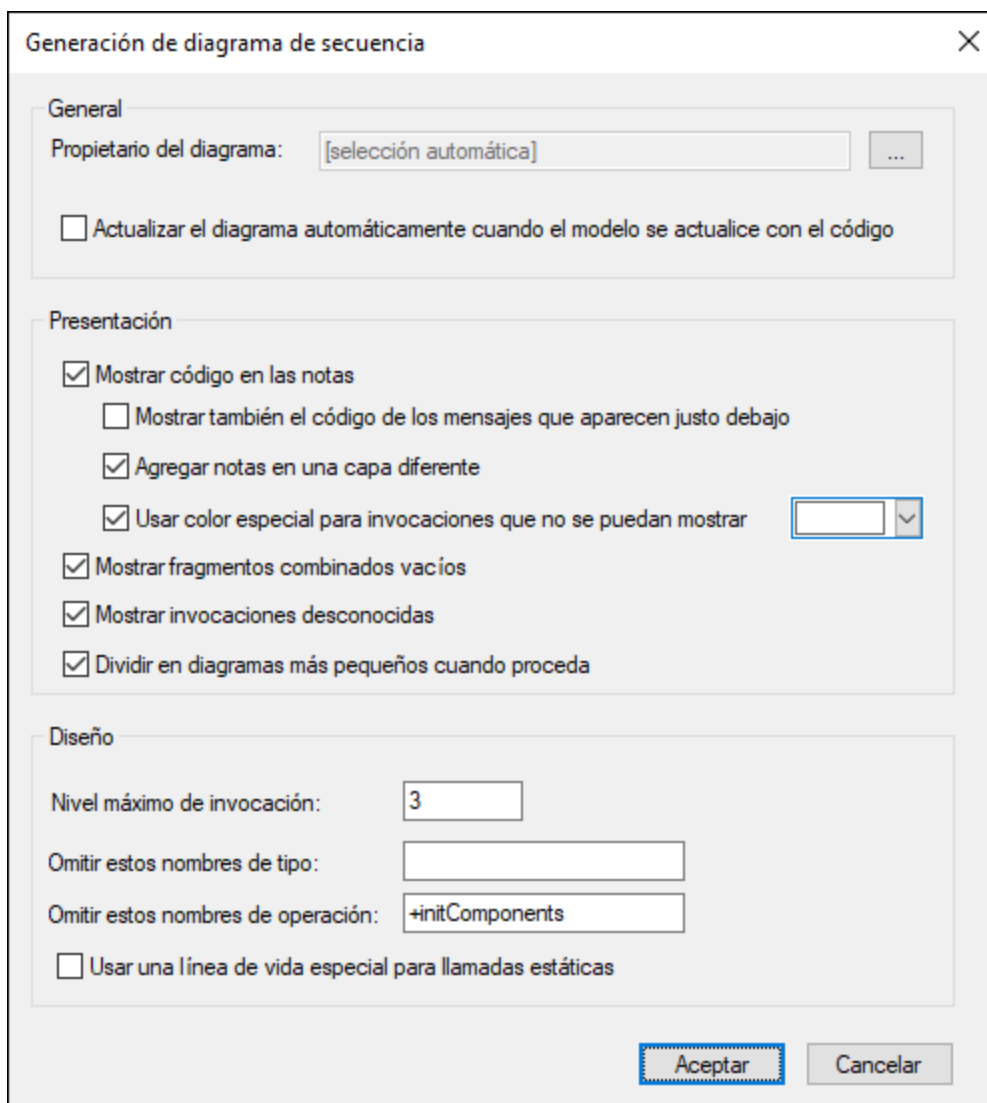 Generación de diagrama de secuencia
General
Propietario del diagrama: [selección automática] ...
Actualizar el diagrama automáticamente cuando el modelo se actualice con el código
Presentación
Mostrar código en las notas
Mostrar también el código de los mensajes que aparecen justo debajo
Agregar notas en una capa diferente
Usar color especial para invocaciones que no se puedan mostrar
Mostrar fragmentos combinados vacíos
Mostrar invocaciones desconocidas
Dividir en diagramas más pequeños cuando proceda
Diseño
Nivel máximo de invocación: 3
Omitir estos nombres de tipo:
Omitir estos nombres de operación: +initComponents
Usar una línea de vida especial para llamadas estáticas
Aceptar Cancelar